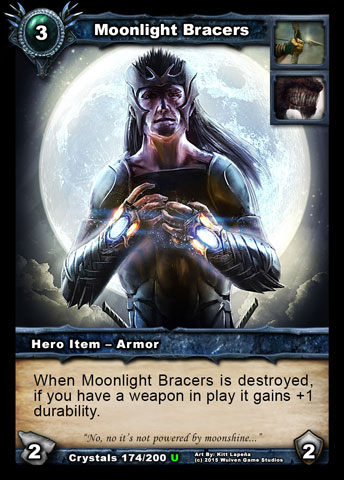 3
Moonlight Bracers
Hero Item – Armor
When Moonlight Bracers is destroyed,
if you have a weapon in play it gains +1
durability.
"No, no it's not powered by moonshine..."
2
Crystals 174/200 U
Art By: Kitt Lapeña
(c) 2015 Wulven Game Studios
2